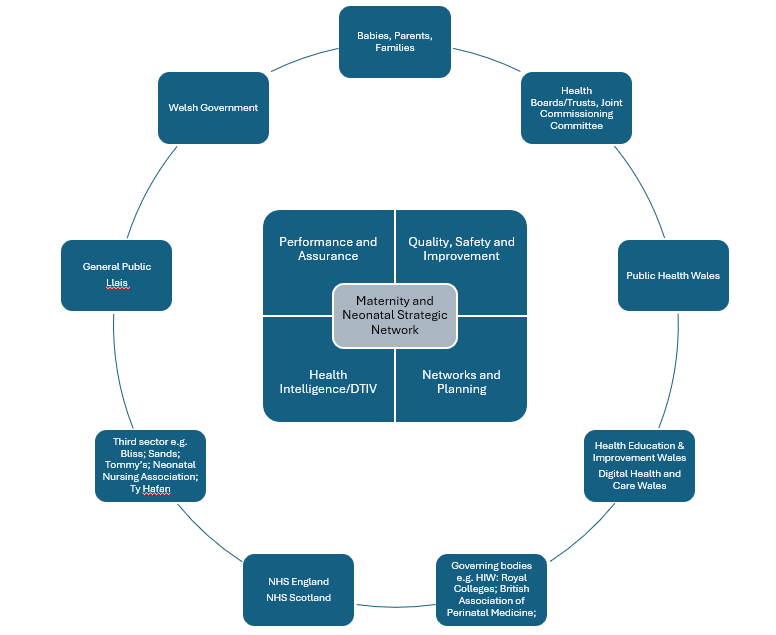 Babies, Parents,
Families
Health
Boards/Trusts, Joint
Commissioning
Committee
Public Health Wales
Health Education &
Improvement Wales
Digital Health and
Care Wales
Governing bodies
e.g. HIW: Royal
Colleges; British
Association of
Perinatal Medicine;
NHS England
NHS Scotland
Third sector e.g.
Bliss; Sands;
Tommy's; Neonatal
Nursing Association;
Ty Hafan
General Public
Llais
Welsh Government
Performance and
Assurance
Quality, Safety and
Improvement
Maternity and
Neonatal Strategic
Network
Health
Intelligence/DTIV
Networks and
Planning